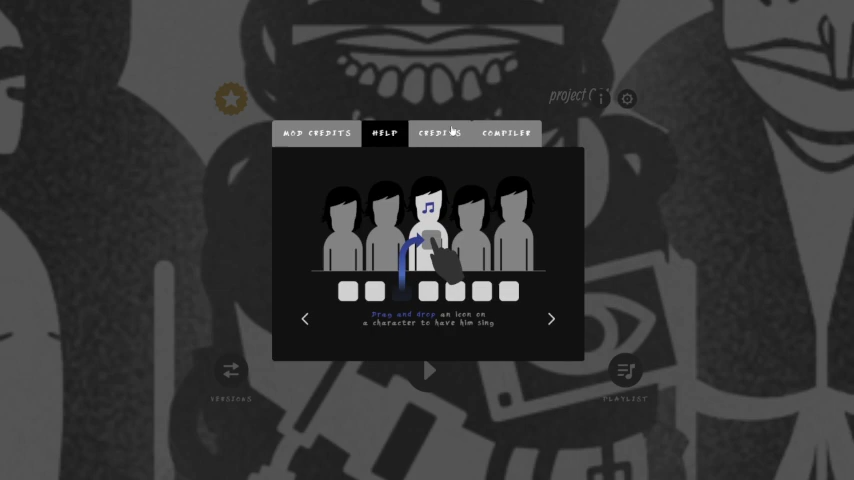 project
MOD CREDITS HELP CREDITS COMPILER
Drag and drop an icon on
a character to have him sing
VERSIONS
PLAYLIST